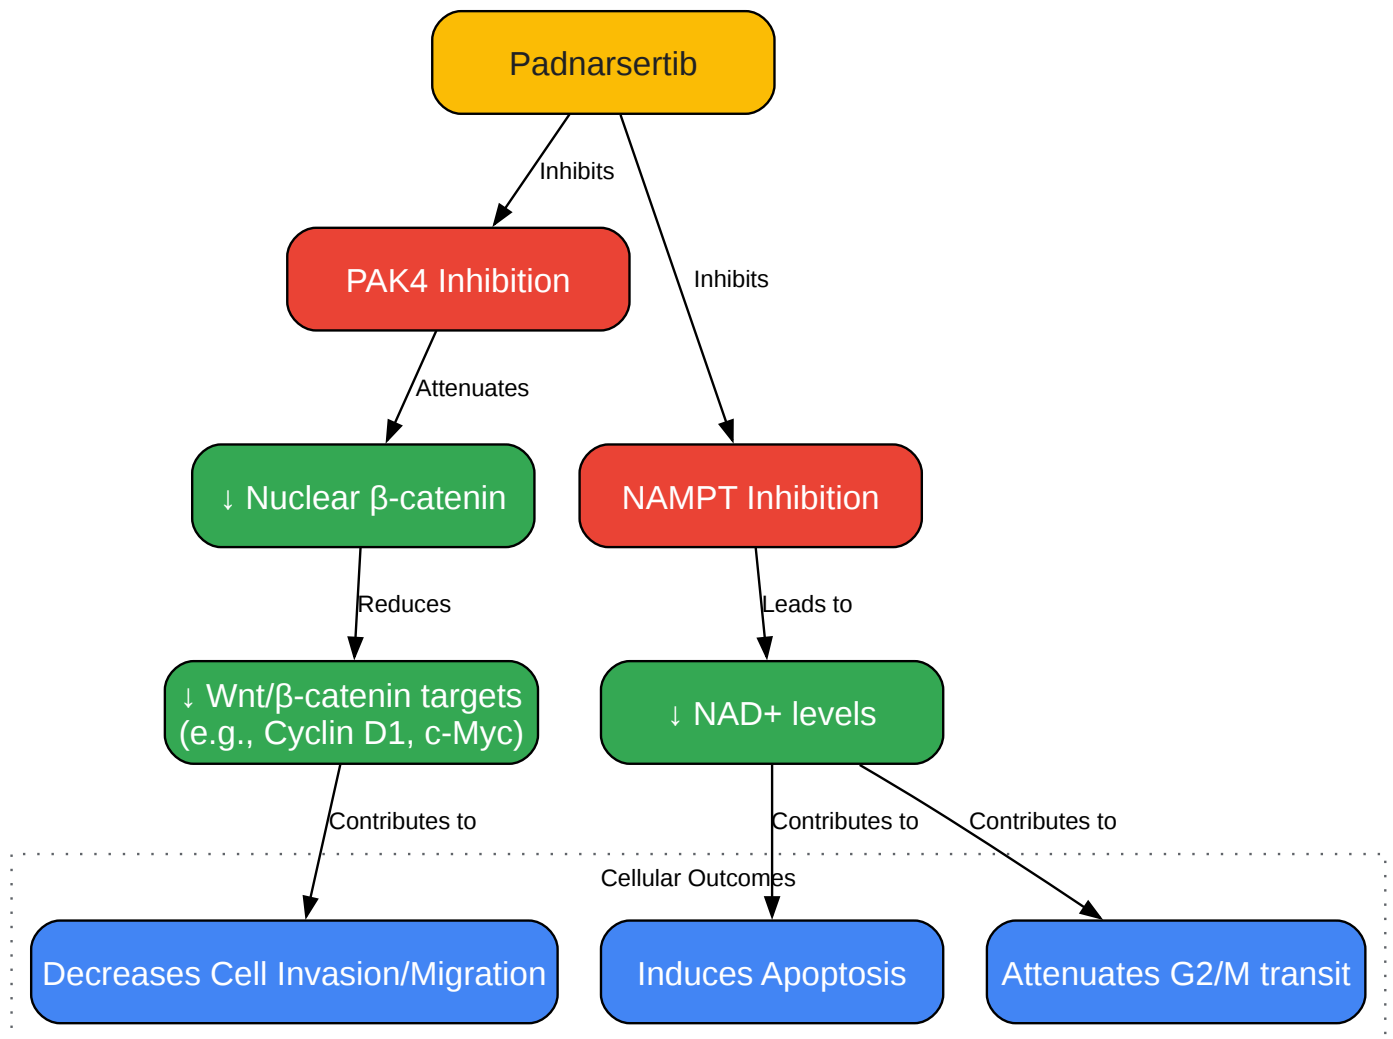 Padnarsertib
Inhibits
PAK4 Inhibition
Inhibits
Attenuates
↓ Nuclear β-catenin
NAMPT Inhibition
Reduces
Leads to
↓ Wnt/β-catenin targets
(e.g., Cyclin D1, c-Myc)
↓ NAD+ levels
Contributes to
Contributes to
Contributes to
Cellular Outcomes
Decreases Cell Invasion/Migration
Induces Apoptosis
Attenuates G2/M transit